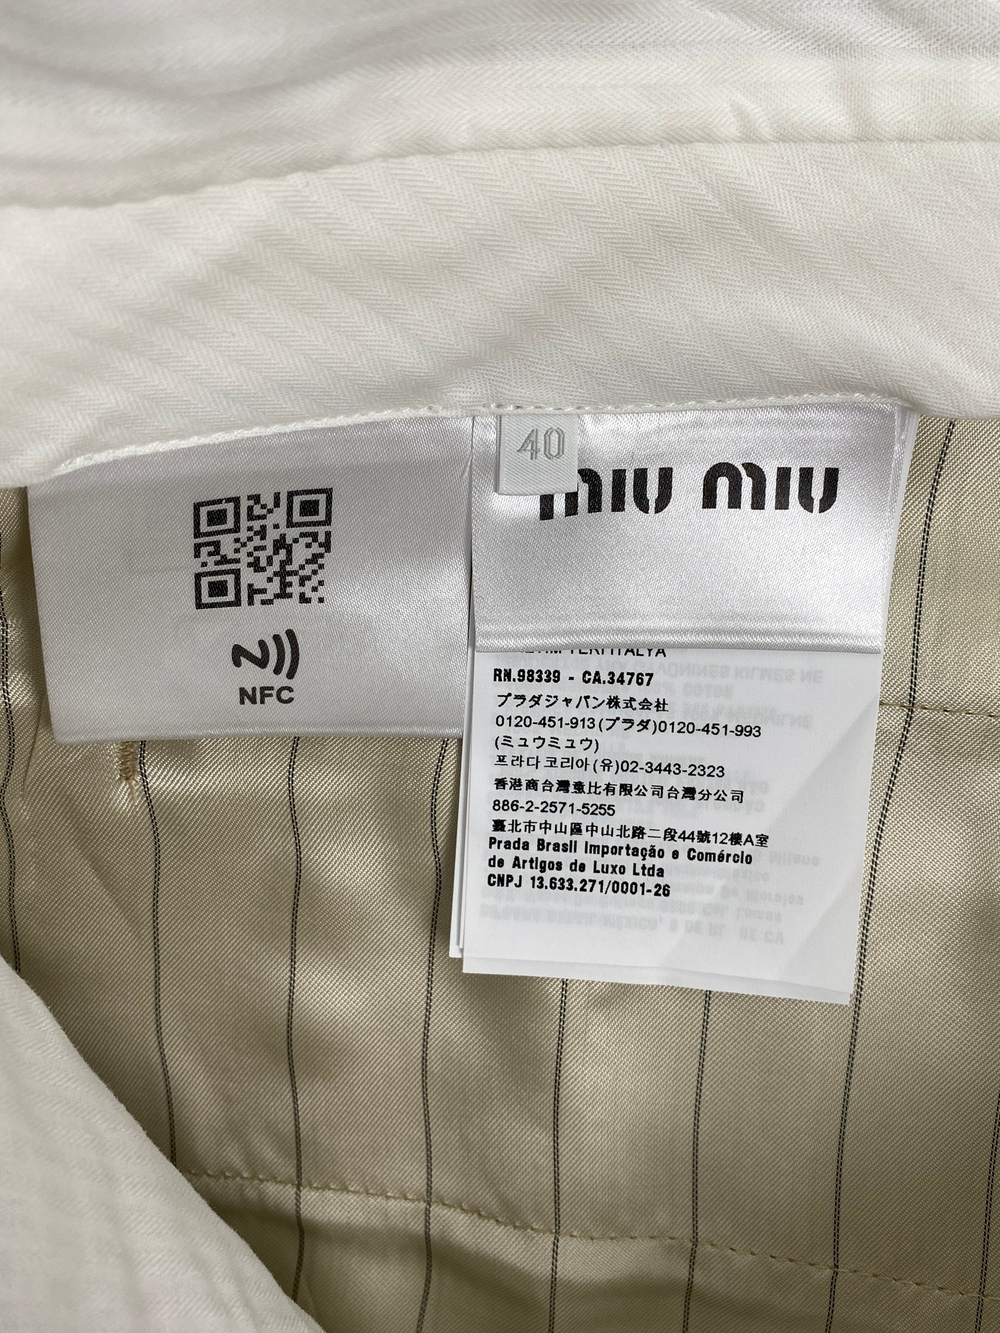 NFC
40
miu miu
RN.98339 - CA.34767
プラダジャパン株式会社
0120-451-913(プラダ)0120-451-993
(ミュウミュウ)
프라다코리아(유)02-3443-2323
香港商台灣惫比有限公司台灣分公司
886-2-2571-5255
臺北市中山區中山北路二段44號12樓A室
Prada Brasil Importação e Comércio
de Artigos de Luxo Ltda
CNPJ 13.633.271/0001-26